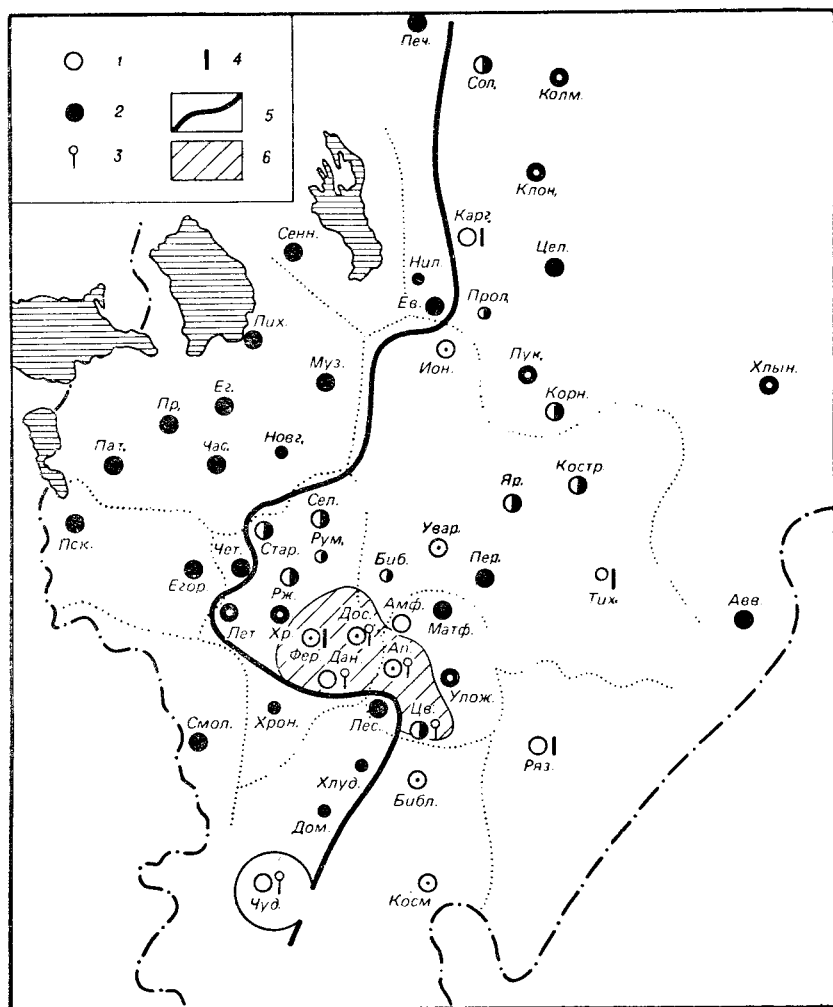 1 4
2 5
3 6
Печ.
Сол.
Колм.
Клон.
Карг.
Сенн.
Цел.
Нил.
Ев.
Прол.
Пих.
Ион.
Пук.
Хлын.
Муз.
Ег.
Корн.
Пр.
Новг.
Пат.
Час.
Яр.
Костр.
Сел.
Пск.
Увар.
Рум.
Стар.
Чет.
Биб.
Пер.
Егор.
Рж.
Тих.
Дос.
Амф.
Авв.
Лет.
Хр.
Матф.
Фер.
Дан.
Ап.
Улож.
Цв.
Хрон.
Смол.
Лес.
Ряз.
Хлуд.
Библ.
Дом.
Чуд.
Косм.